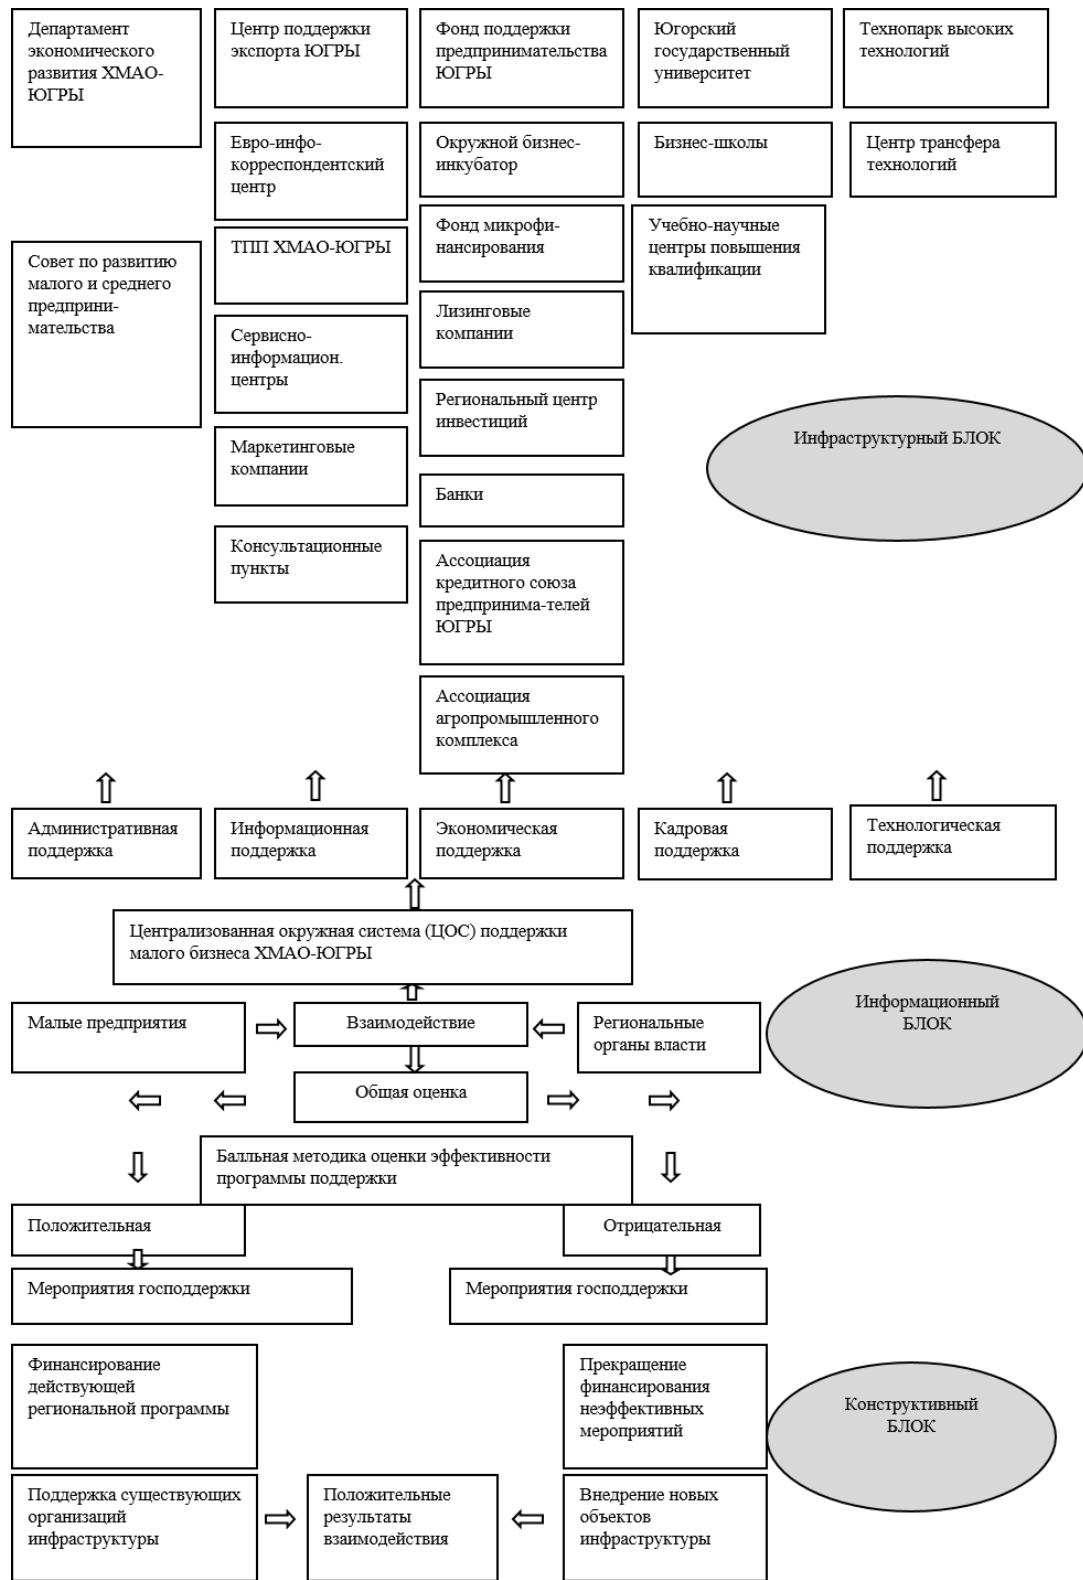 Департамент
экономического
развития ХМАО-
ЮГРЫ
Центр поддержки
экспорта ЮГРЫ
Фонд поддержки
предпринимательства
ЮГРЫ
Югорский
государственный
университет
Технопарк высоких
технологий
Евро-инфо-
корреспондентский
центр
Окружной бизнес-
инкубатор
Бизнес-школы
Центр трансфера
технологий
Совет по развитию
малого и среднего
предприни-
мательства
ТПП ХМАО-ЮГРЫ
Фонд микрофи-
нансирования
Учебно-научные
центры повышения
квалификации
Лизинговые
компании
Сервисно-
информацион.
центры
Региональный центр
инвестиций
Инфраструктурный БЛОК
Маркетинговые
компании
Банки
Консультационные
пункты
Ассоциация
кредитного союза
предпринима-телей
ЮГРЫ
Ассоциация
агропромышленного
комплекса
Административная
поддержка
Информационная
поддержка
Экономическая
поддержка
Кадровая
поддержка
Технологическая
поддержка
Централизованная окружная система (ЦОС) поддержки
малого бизнеса ХМАО-ЮГРЫ
Малые предприятия
Взаимодействие
Региональные
органы власти
Информационный
БЛОК
Общая оценка
Балльная методика оценки эффективности
программы поддержки
Положительная
Отрицательная
Мероприятия господдержки
Мероприятия господдержки
Финансирование
действующей
региональной программы
Прекращение
финансирования
неэффективных
мероприятий
Конструктивный
БЛОК
Поддержка существующих
организаций
инфраструктуры
Положительные
результаты
взаимодействия
Внедрение новых
объектов
инфраструктуры